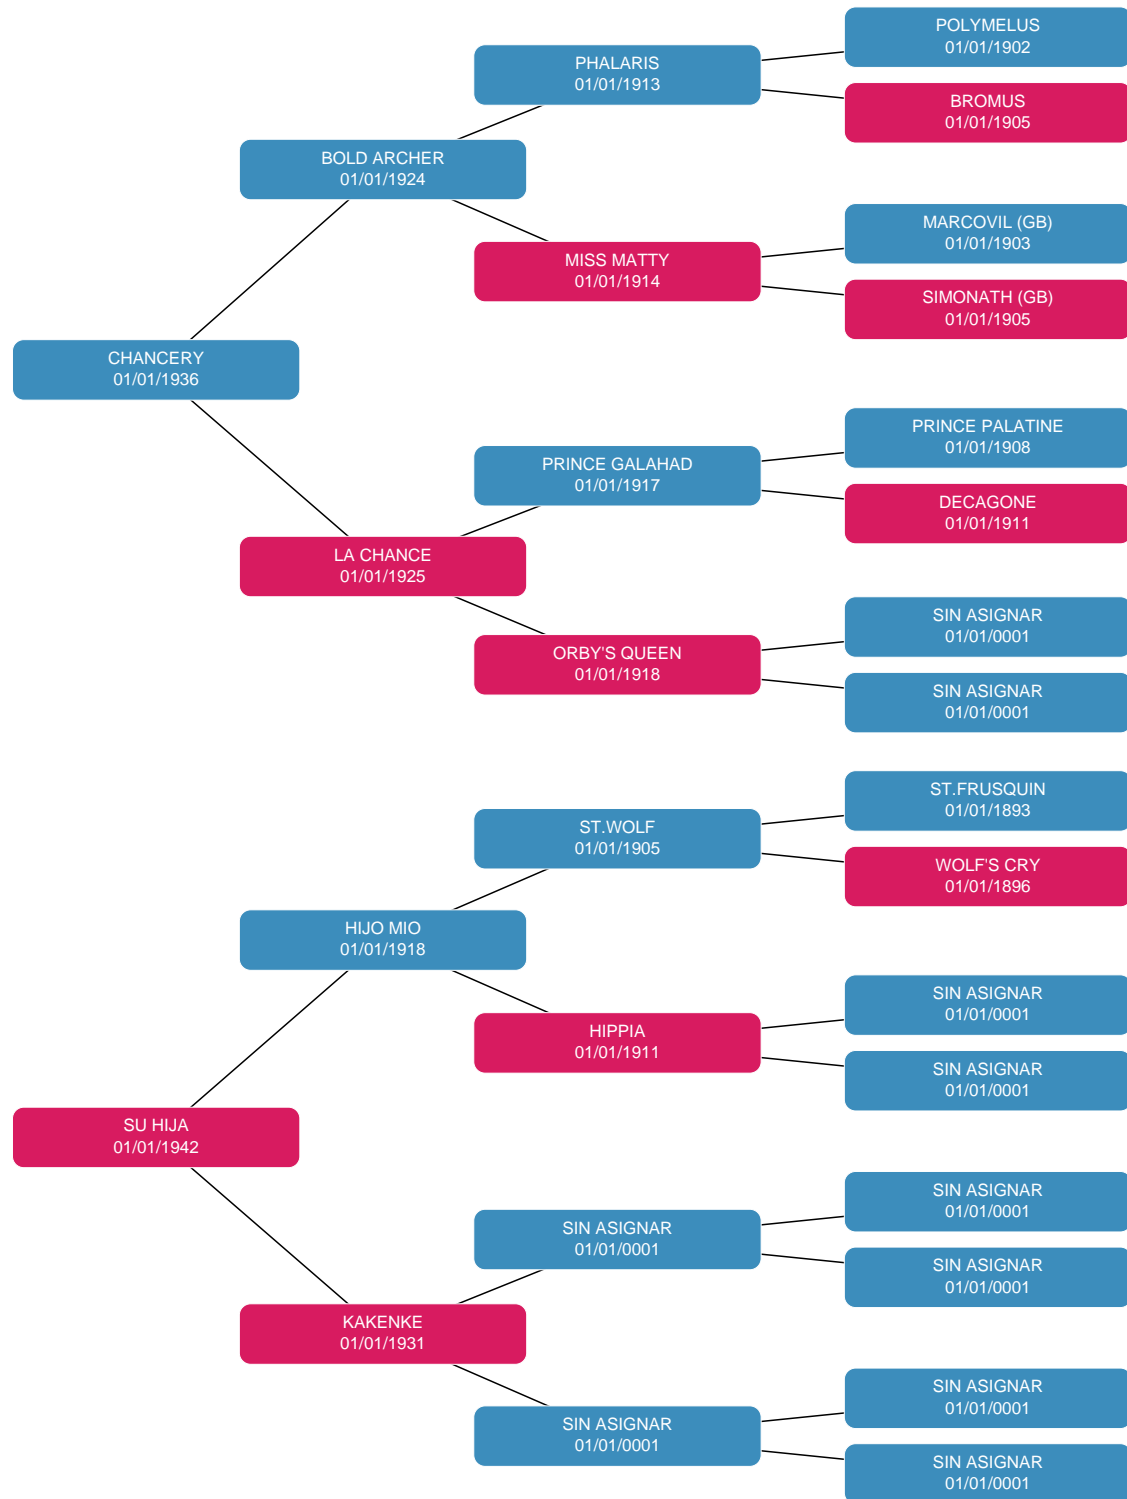 POLYMELUS
01/01/1902
PHALARIS
01/01/1913
BROMUS
01/01/1905
BOLD ARCHER
01/01/1924
MARCOVIL (GB)
01/01/1903
MISS MATTY
01/01/1914
SIMONATH (GB)
01/01/1905
CHANCERY
01/01/1936
PRINCE PALATINE
01/01/1908
PRINCE GALAHAD
01/01/1917
DECAGONE
01/01/1911
LA CHANCE
01/01/1925
SIN ASIGNAR
01/01/0001
ORBY'S QUEEN
01/01/1918
SIN ASIGNAR
01/01/0001
ST.FRUSQUIN
01/01/1893
ST.WOLF
01/01/1905
WOLF'S CRY
01/01/1896
HIJO MIO
01/01/1918
SIN ASIGNAR
01/01/0001
HIPPIA
01/01/1911
SIN ASIGNAR
01/01/0001
SU HIJA
01/01/1942
SIN ASIGNAR
01/01/0001
SIN ASIGNAR
01/01/0001
SIN ASIGNAR
01/01/0001
KAKENKE
01/01/1931
SIN ASIGNAR
01/01/0001
SIN ASIGNAR
01/01/0001
SIN ASIGNAR
01/01/0001